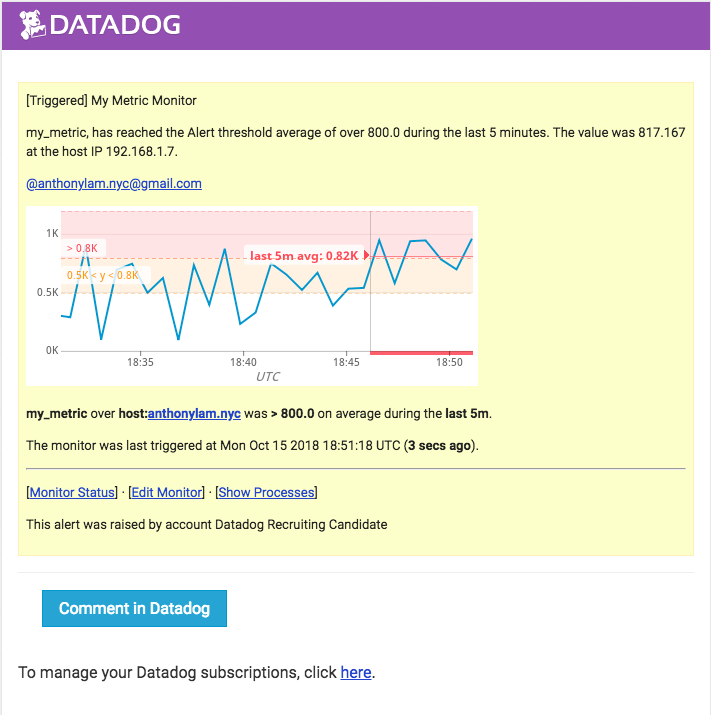 DATADOG
[Triggered] My Metric Monitor
my_metric, has reached the Alert threshold average of over 800.0 during the last 5 minutes. The value was 817.167
at the host IP 192.168.1.7.
@anthonylam.nyc@gmail.com
1K
> 0.8K
last 5m avg: 0.82K
0.5K < y < 0.8K
0.5K
0K
18:35 18:40 18:45 18:50
UTC
my_metric over host:anthonylam.nyc was > 800.0 on average during the last 5m.
The monitor was last triggered at Mon Oct 15 2018 18:51:18 UTC (3 secs ago).
[Monitor Status] · [Edit Monitor] · [Show Processes]
This alert was raised by account Datadog Recruiting Candidate
Comment in Datadog
To manage your Datadog subscriptions, click here.